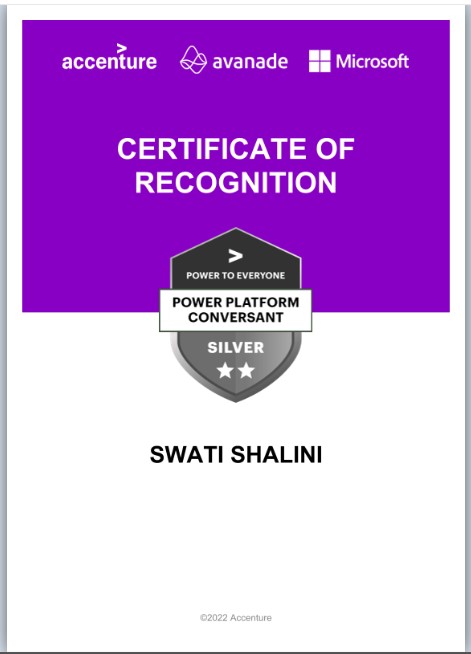 accenture avanade Microsoft
CERTIFICATE OF
RECOGNITION
POWER TO EVERYONE
POWER PLATFORM
CONVERSANT
SILVER
SWATI SHALINI
©2022 Accenture